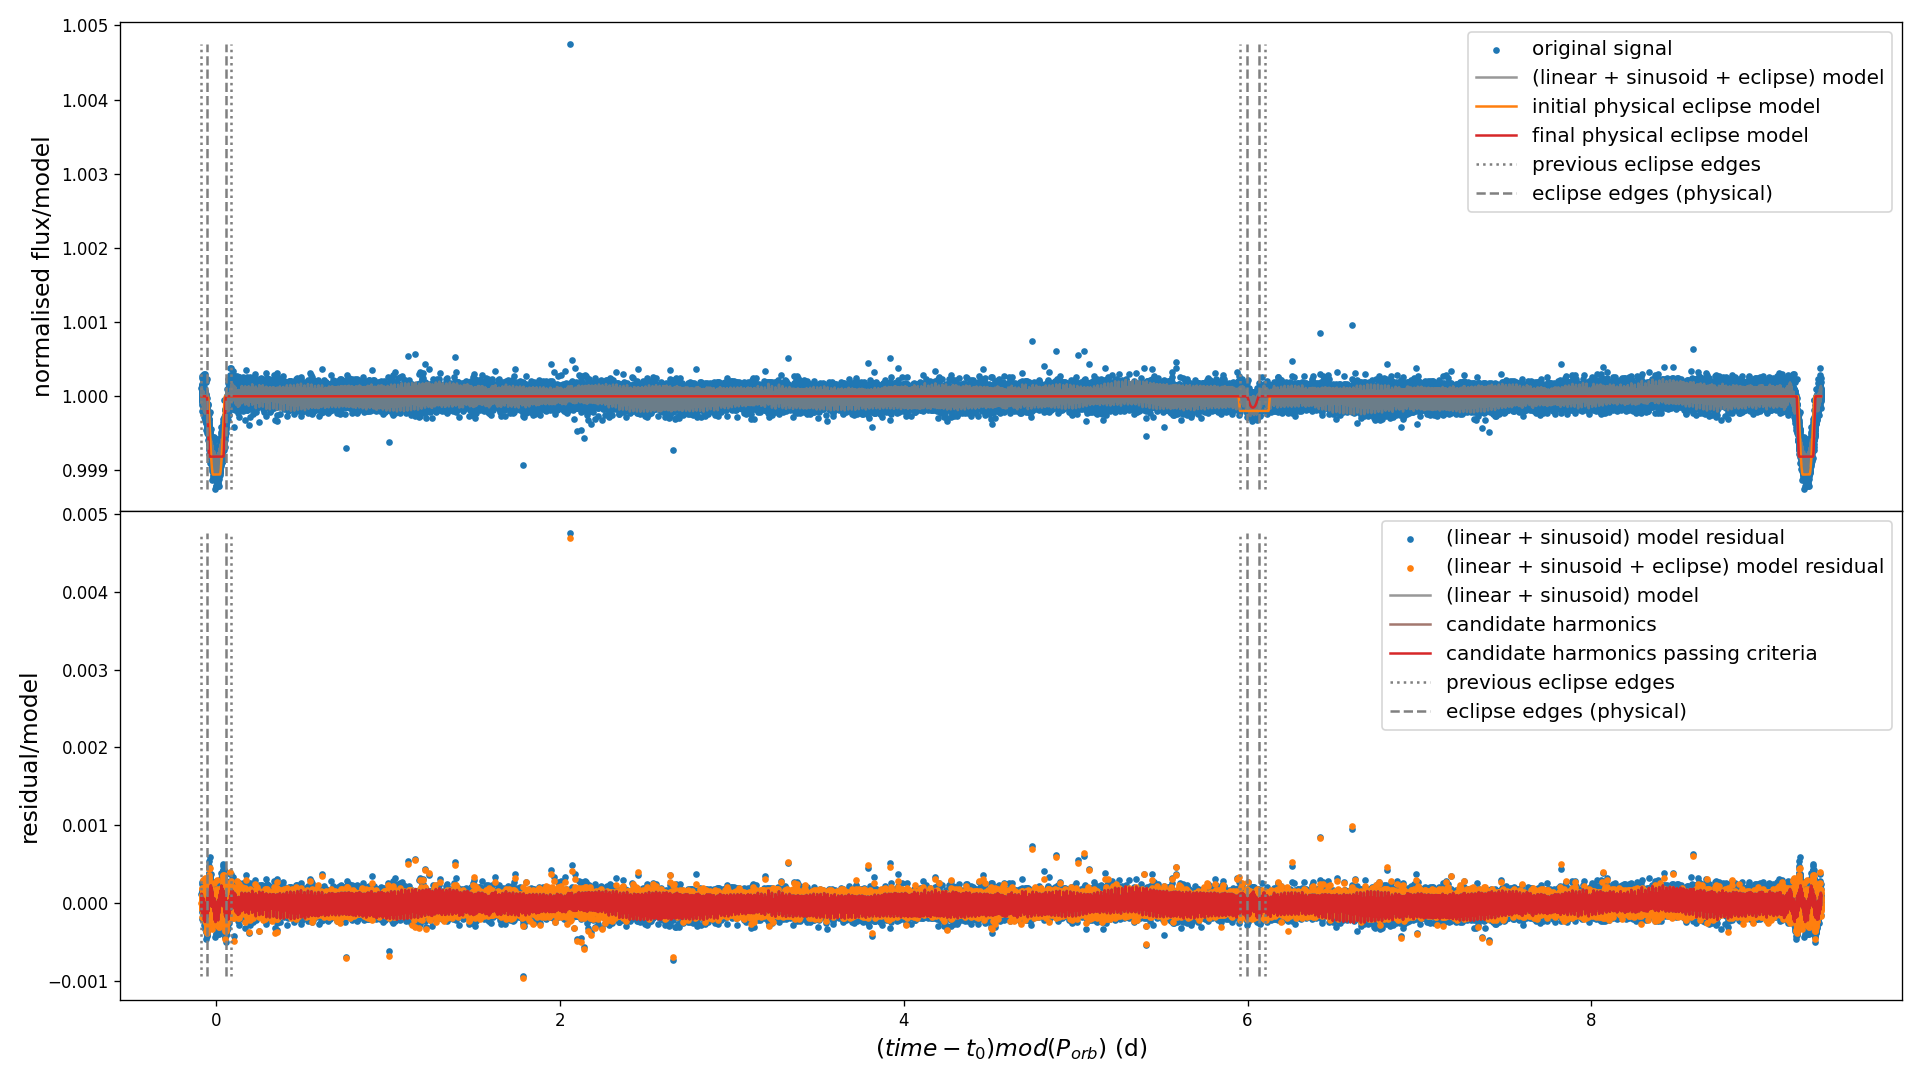 normalised flux/model
1.005
1.004
1.003
1.002
1.001
1.000
0.999
original signal
(linear + sinusoid + eclipse) model
initial physical eclipse model
final physical eclipse model
previous eclipse edges
eclipse edges (physical)
residual/model
0.005
0.004
0.003
0.002
0.001
0.000
−0.001
(linear + sinusoid) model residual
(linear + sinusoid + eclipse) model residual
(linear + sinusoid) model
candidate harmonics
candidate harmonics passing criteria
previous eclipse edges
eclipse edges (physical)
0 2 4 6 8
(time − t₀)mod(P_orb) (d)